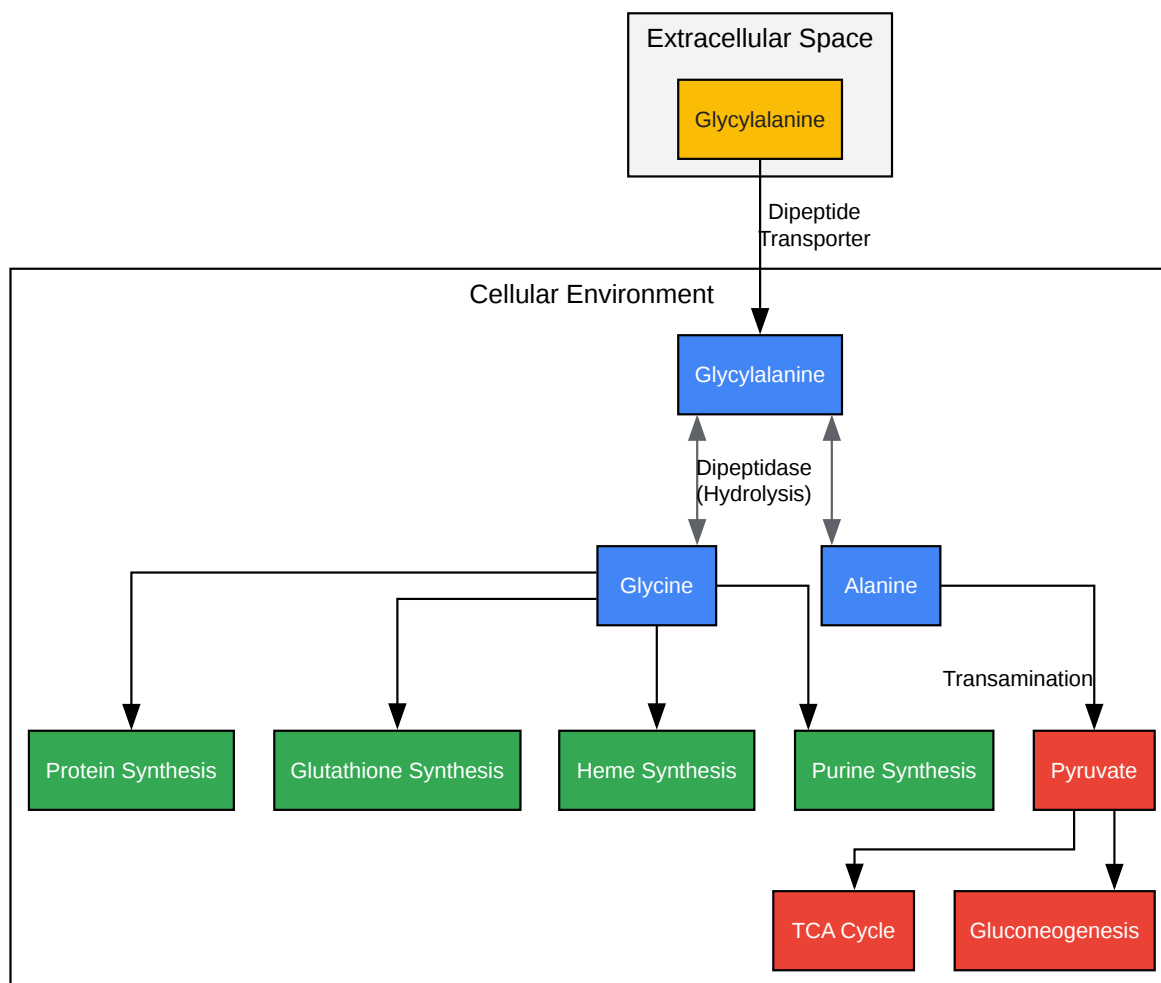 Extracellular Space
Glycylalanine
Dipeptide
Transporter
Cellular Environment
Glycylalanine
Dipeptidase
(Hydrolysis)
Glycine
Alanine
Transamination
Protein Synthesis
Glutathione Synthesis
Heme Synthesis
Purine Synthesis
Pyruvate
TCA Cycle
Gluconeogenesis